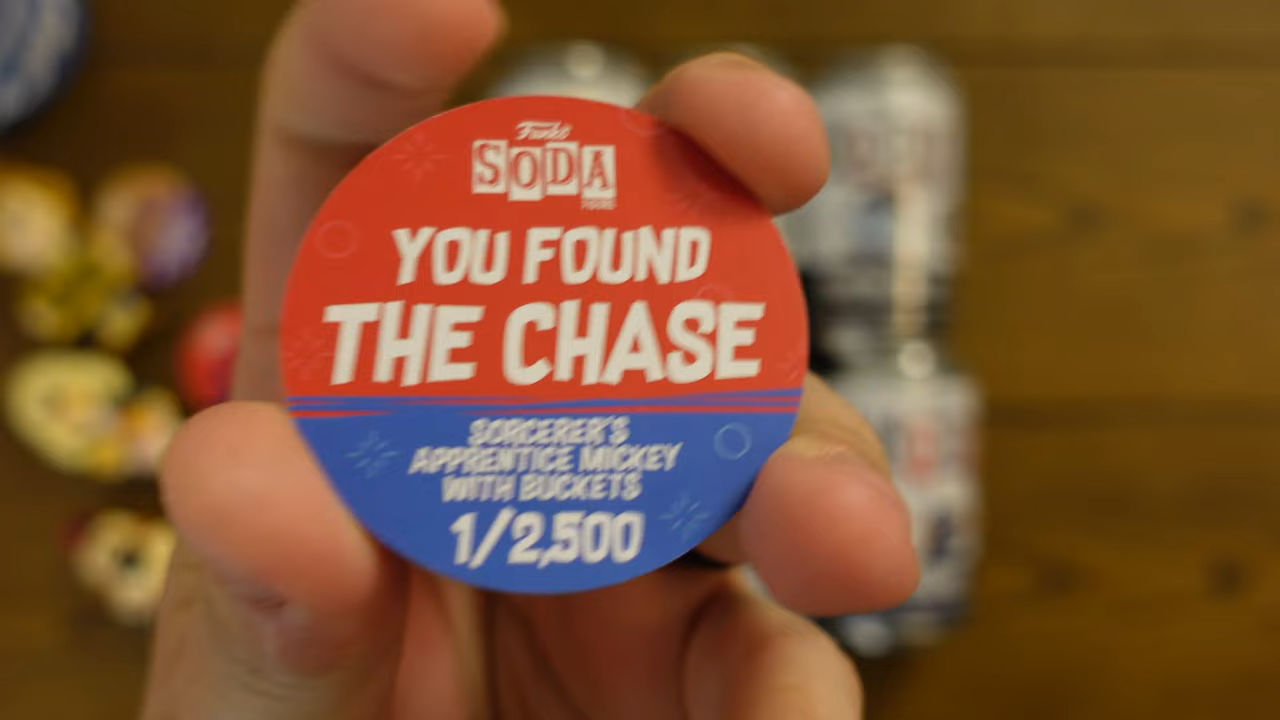 Funko
SODA
YOU FOUND
THE CHASE
SORCERER'S
APPRENTICE MICKEY
WITH BUCKETS
1/2,500